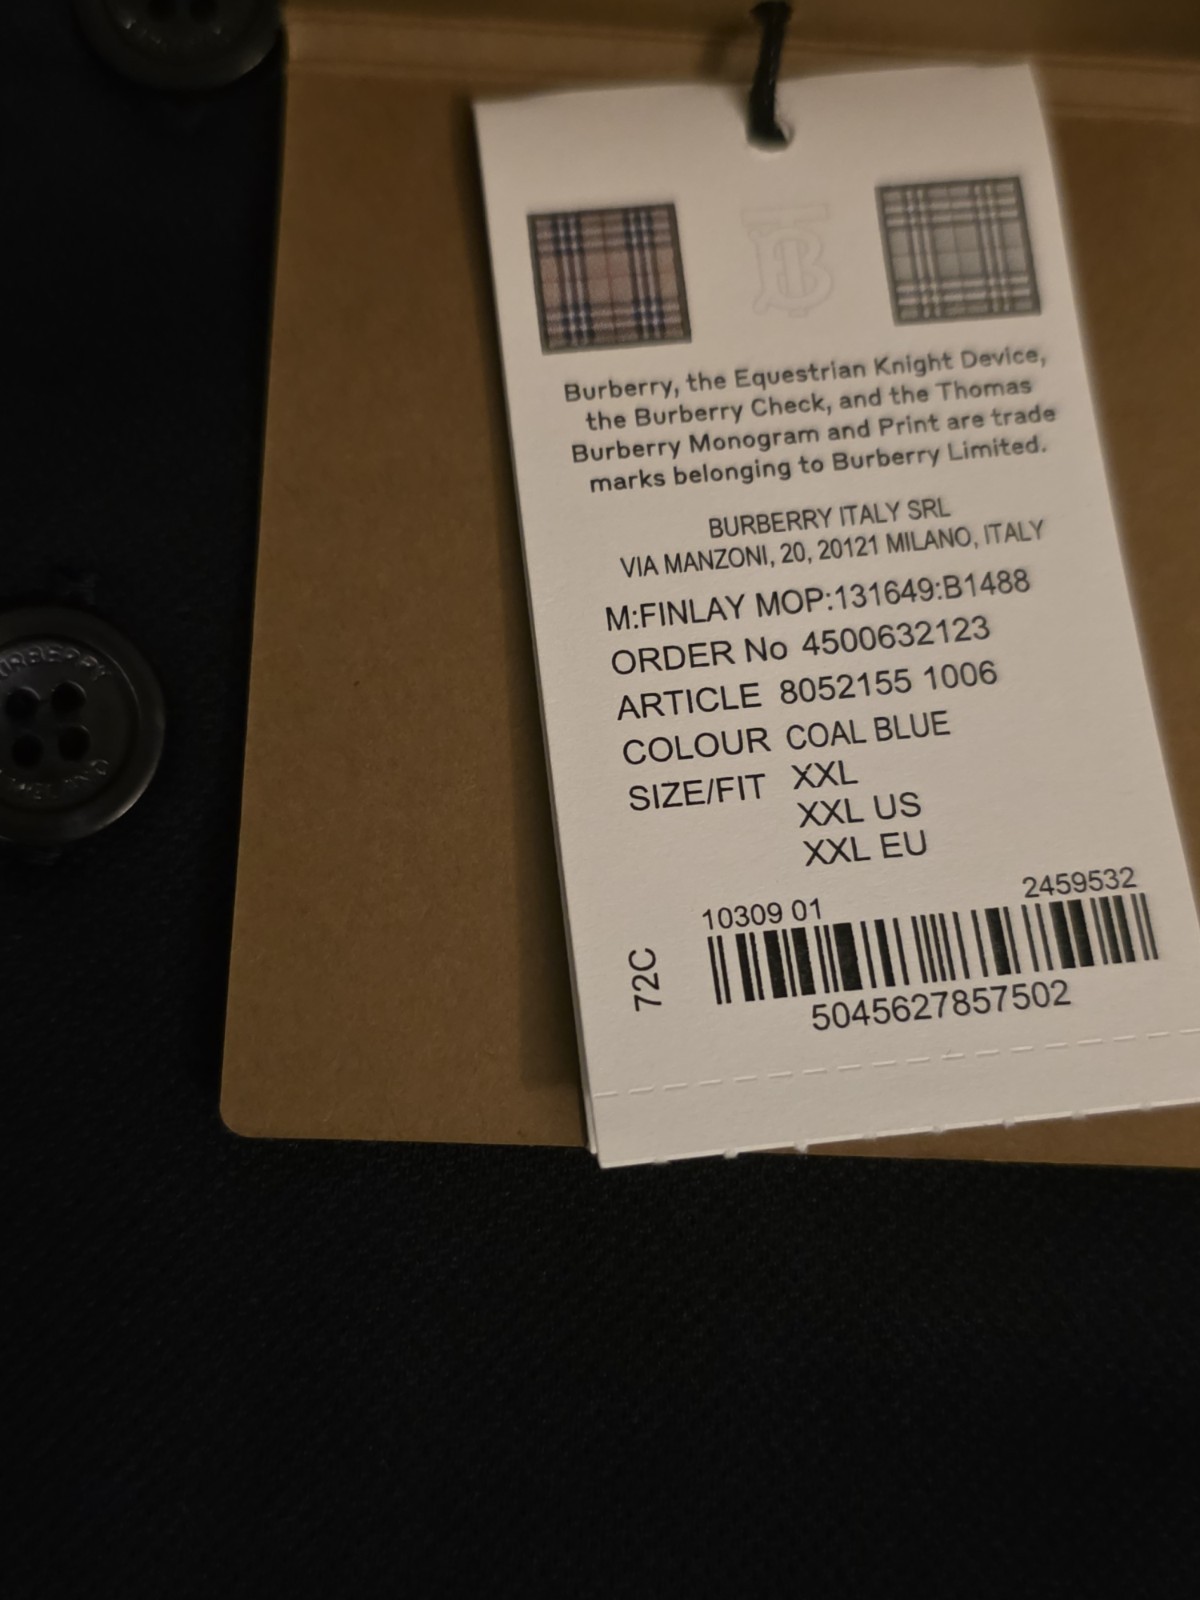 Burberry, the Equestrian Knight Device,
the Burberry Check, and the Thomas
Burberry Monogram and Print are trade
marks belonging to Burberry Limited.
BURBERRY ITALY SRL
VIA MANZONI, 20, 20121 MILANO, ITALY
M:FINLAY MOP:131649:B1488
ORDER No 4500632123
ARTICLE 8052155 1006
COLOUR COAL BLUE
SIZE/FIT XXL
XXL US
XXL EU
10309 01 2459532
72C
5045627857502
BURBERRY